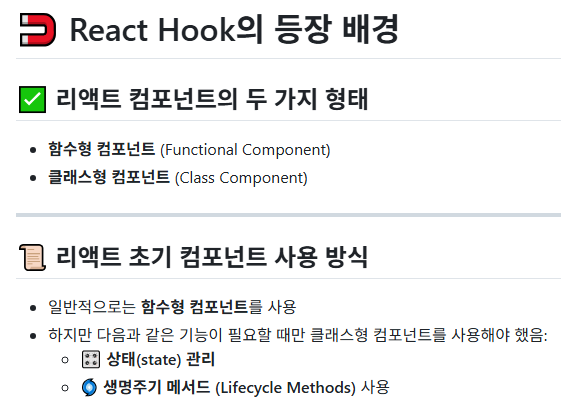 React Hook의 등장 배경
리액트 컴포넌트의 두 가지 형태
함수형 컴포넌트 (Functional Component)
클래스형 컴포넌트 (Class Component)
리액트 초기 컴포넌트 사용 방식
일반적으로는 함수형 컴포넌트를 사용
하지만 다음과 같은 기능이 필요할 때만 클래스형 컴포넌트를 사용해야 했음:
상태(state) 관리
생명주기 메서드 (Lifecycle Methods) 사용